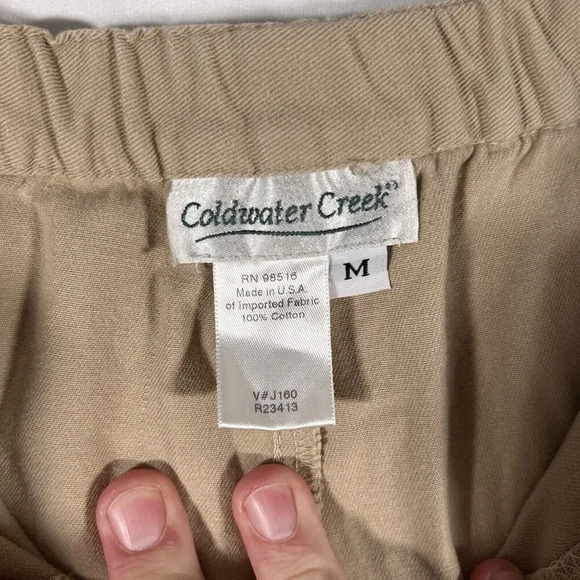 Coldwater Creek®
M
RN 98516
Made in U.S.A.
of Imported Fabric
100% Cotton
V#J160
R23413